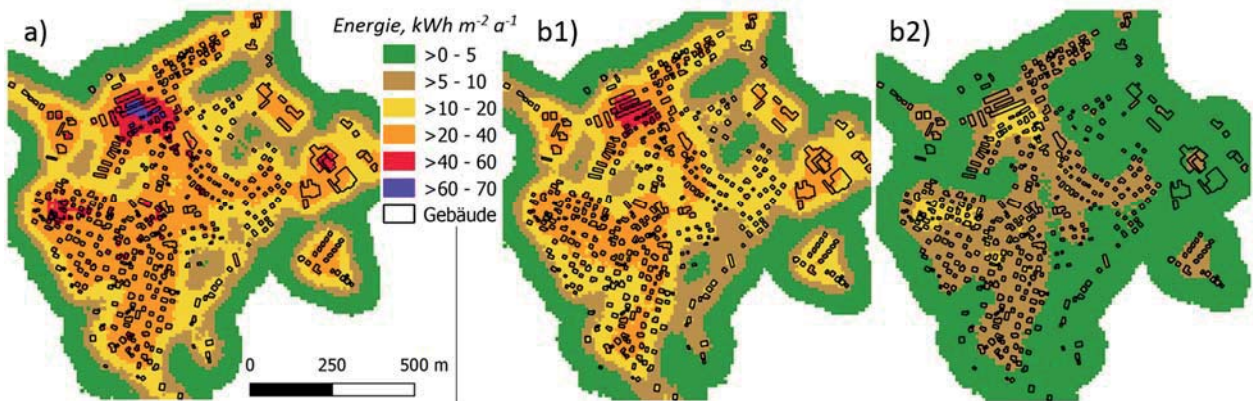 a)
Energie, kWh m⁻² a⁻¹
>0 - 5
>5 - 10
>10 - 20
>20 - 40
>40 - 60
>60 - 70
Gebäude
0 250 500 m
b1)
b2)